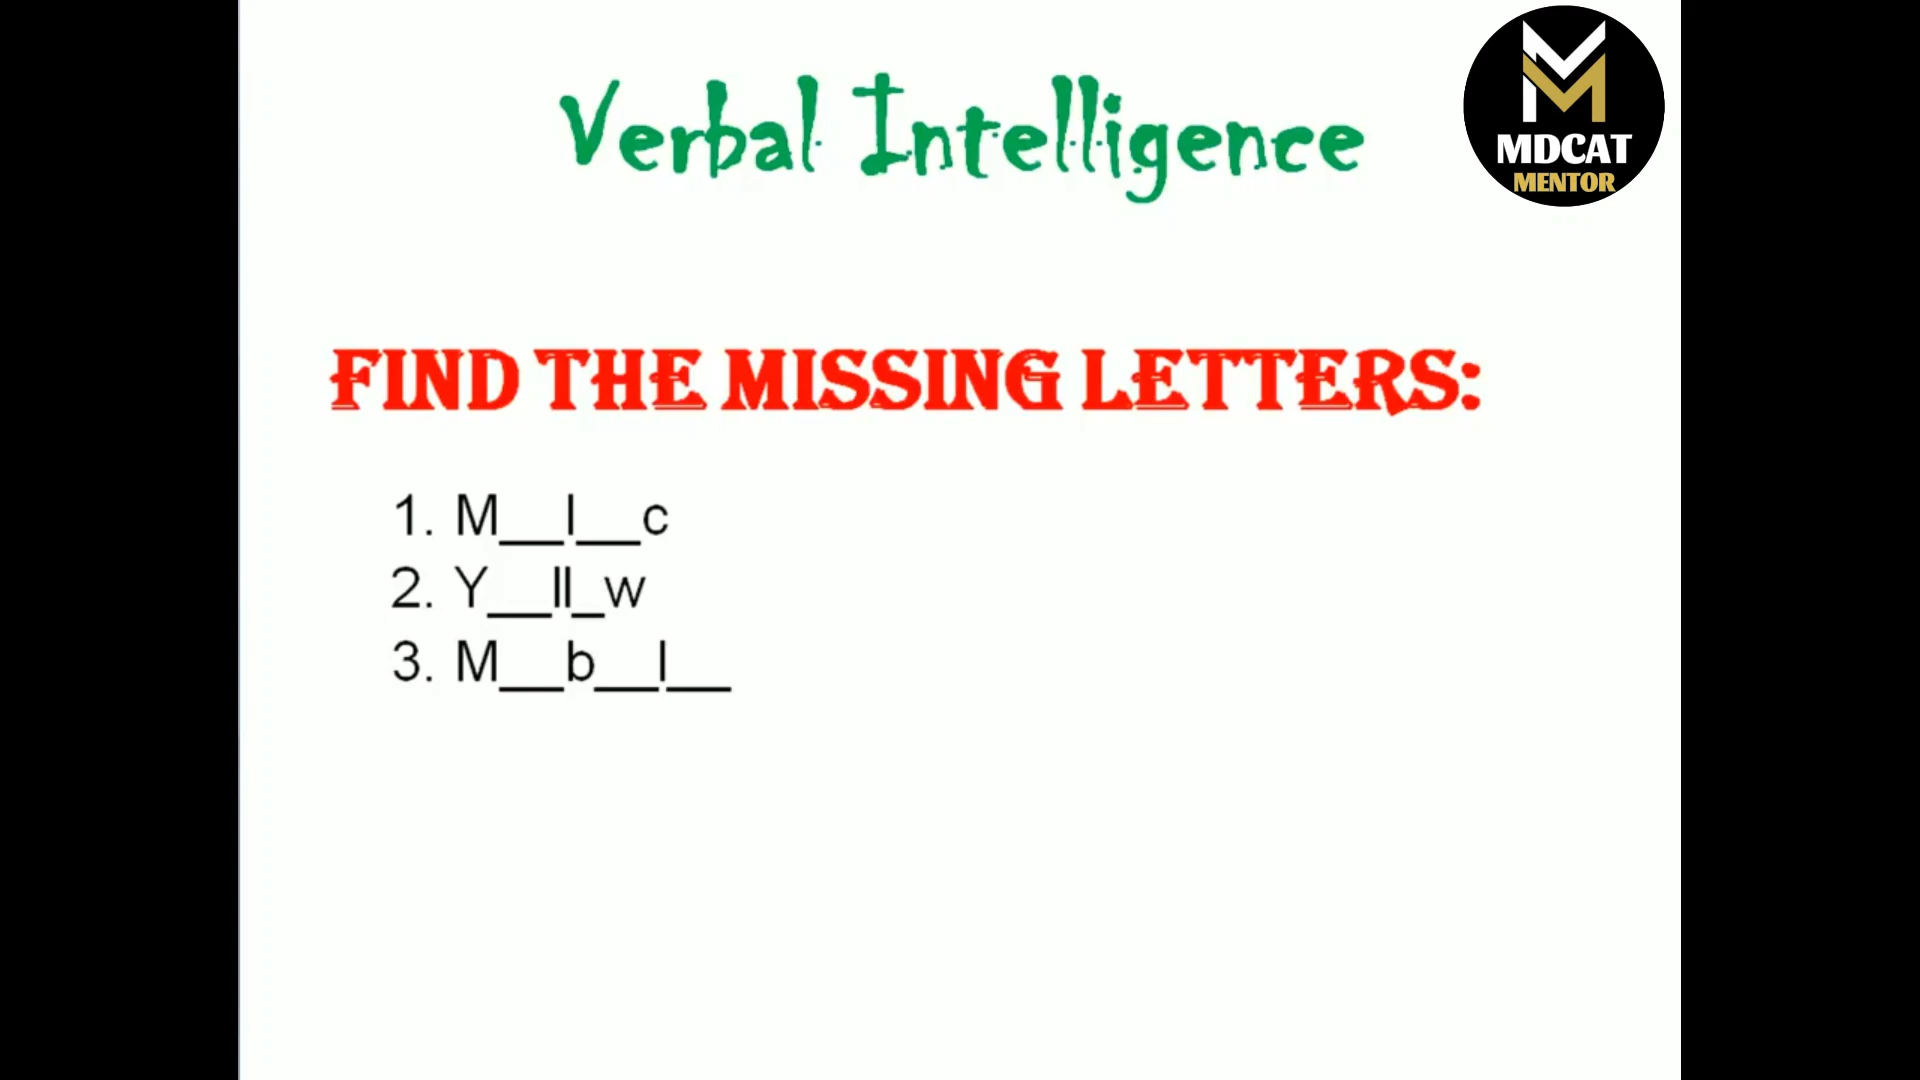 Verbal Intelligence
MDCAT
MENTOR
FIND THE MISSING LETTERS:
1. M__l__c
2. Y__ll_w
3. M__b__l__